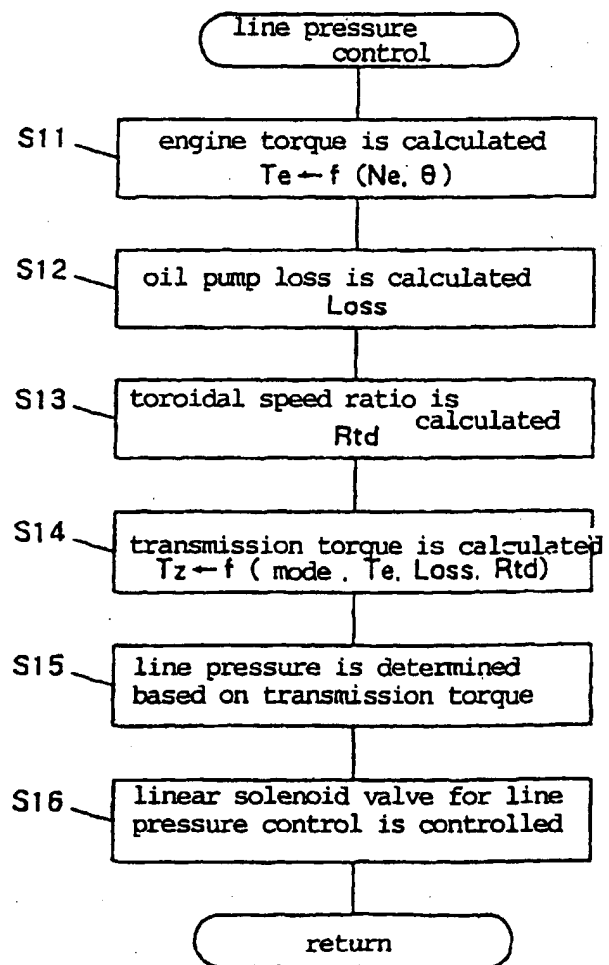 line pressure
control
S11
engine torque is calculated
Te ← f (Ne. θ)
S12
oil pump loss is calculated
Loss
S13
toroidal speed ratio is
calculated
Rtd
S14
transmission torque is calculated
Tz ← f ( mode . Te. Loss. Rtd)
S15
line pressure is determined
based on transmission torque
S16
linear solenoid valve for line
pressure control is controlled
return